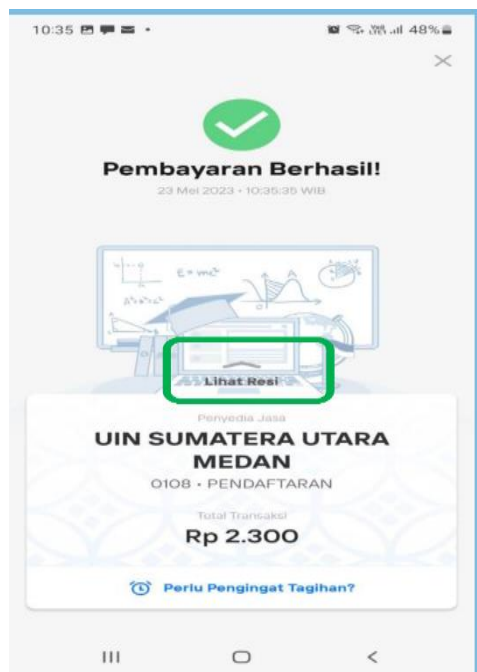 10:35
48%
Pembayaran Berhasil!
23 Mei 2023 • 10:35:35 WIB
E=mc²
A
Lihat Resi
Penyedia Jasa
UIN SUMATERA UTARA
MEDAN
0108 • PENDAFTARAN
Total Transaksi
Rp 2.300
Perlu Pengingat Tagihan?